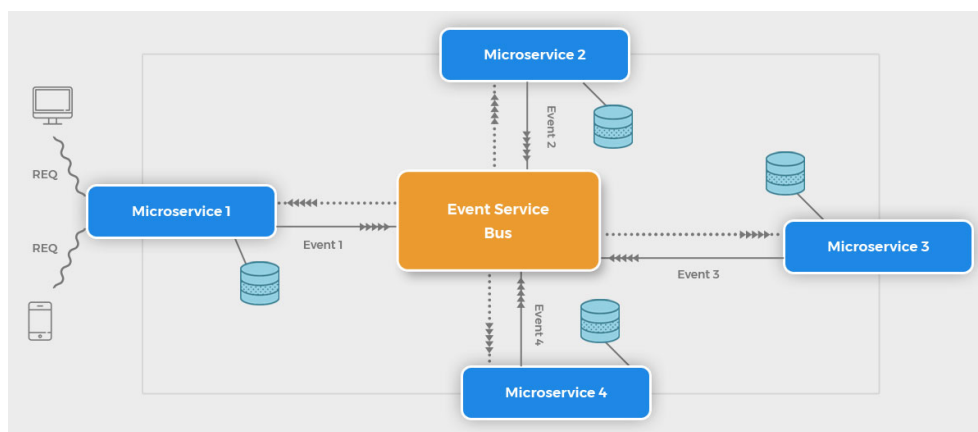 Microservice 2
Event 2
REQ
Microservice 1
Event Service
Bus
REQ
Event 1
Microservice 3
Event 3
Event 4
Microservice 4